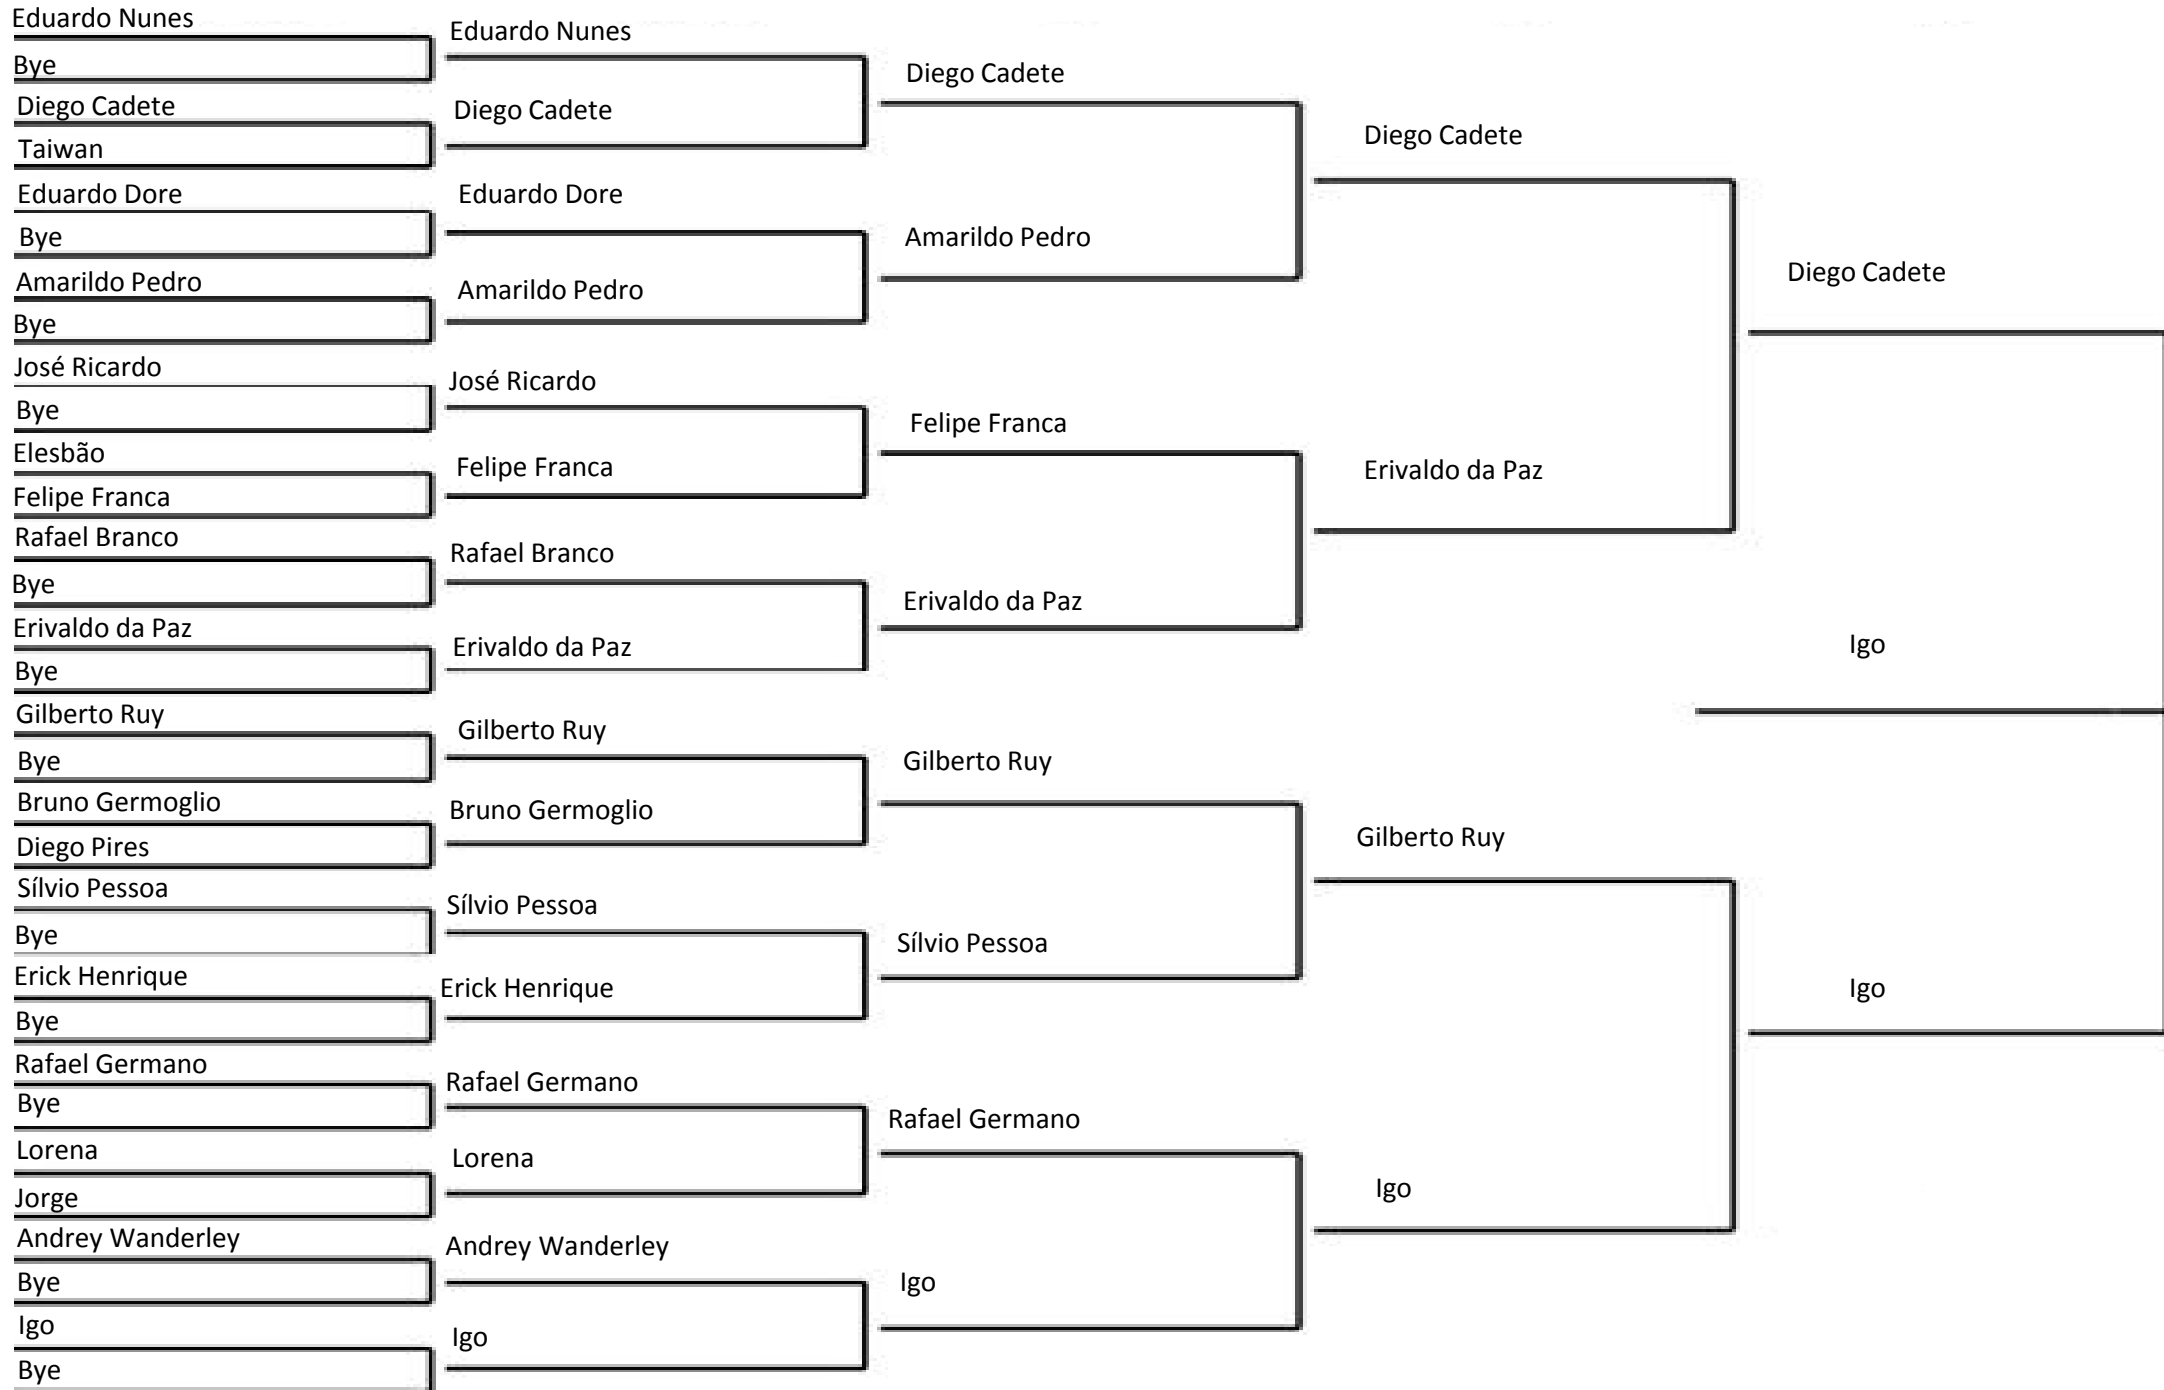 Eduardo Nunes
Bye
Diego Cadete
Taiwan
Eduardo Dore
Bye
Amarildo Pedro
Bye
José Ricardo
Bye
Elesbão
Felipe Franca
Rafael Branco
Bye
Erivaldo da Paz
Bye
Gilberto Ruy
Bye
Bruno Germoglio
Diego Pires
Sílvio Pessoa
Bye
Erick Henrique
Bye
Rafael Germano
Bye
Lorena
Jorge
Andrey Wanderley
Bye
Igo
Bye
Eduardo Nunes
Diego Cadete
Eduardo Dore
Amarildo Pedro
José Ricardo
Felipe Franca
Rafael Branco
Erivaldo da Paz
Gilberto Ruy
Bruno Germoglio
Sílvio Pessoa
Erick Henrique
Rafael Germano
Lorena
Andrey Wanderley
Igo
Diego Cadete
Amarildo Pedro
Felipe Franca
Erivaldo da Paz
Gilberto Ruy
Sílvio Pessoa
Rafael Germano
Igo
Diego Cadete
Erivaldo da Paz
Gilberto Ruy
Igo
Diego Cadete
Igo
Igo